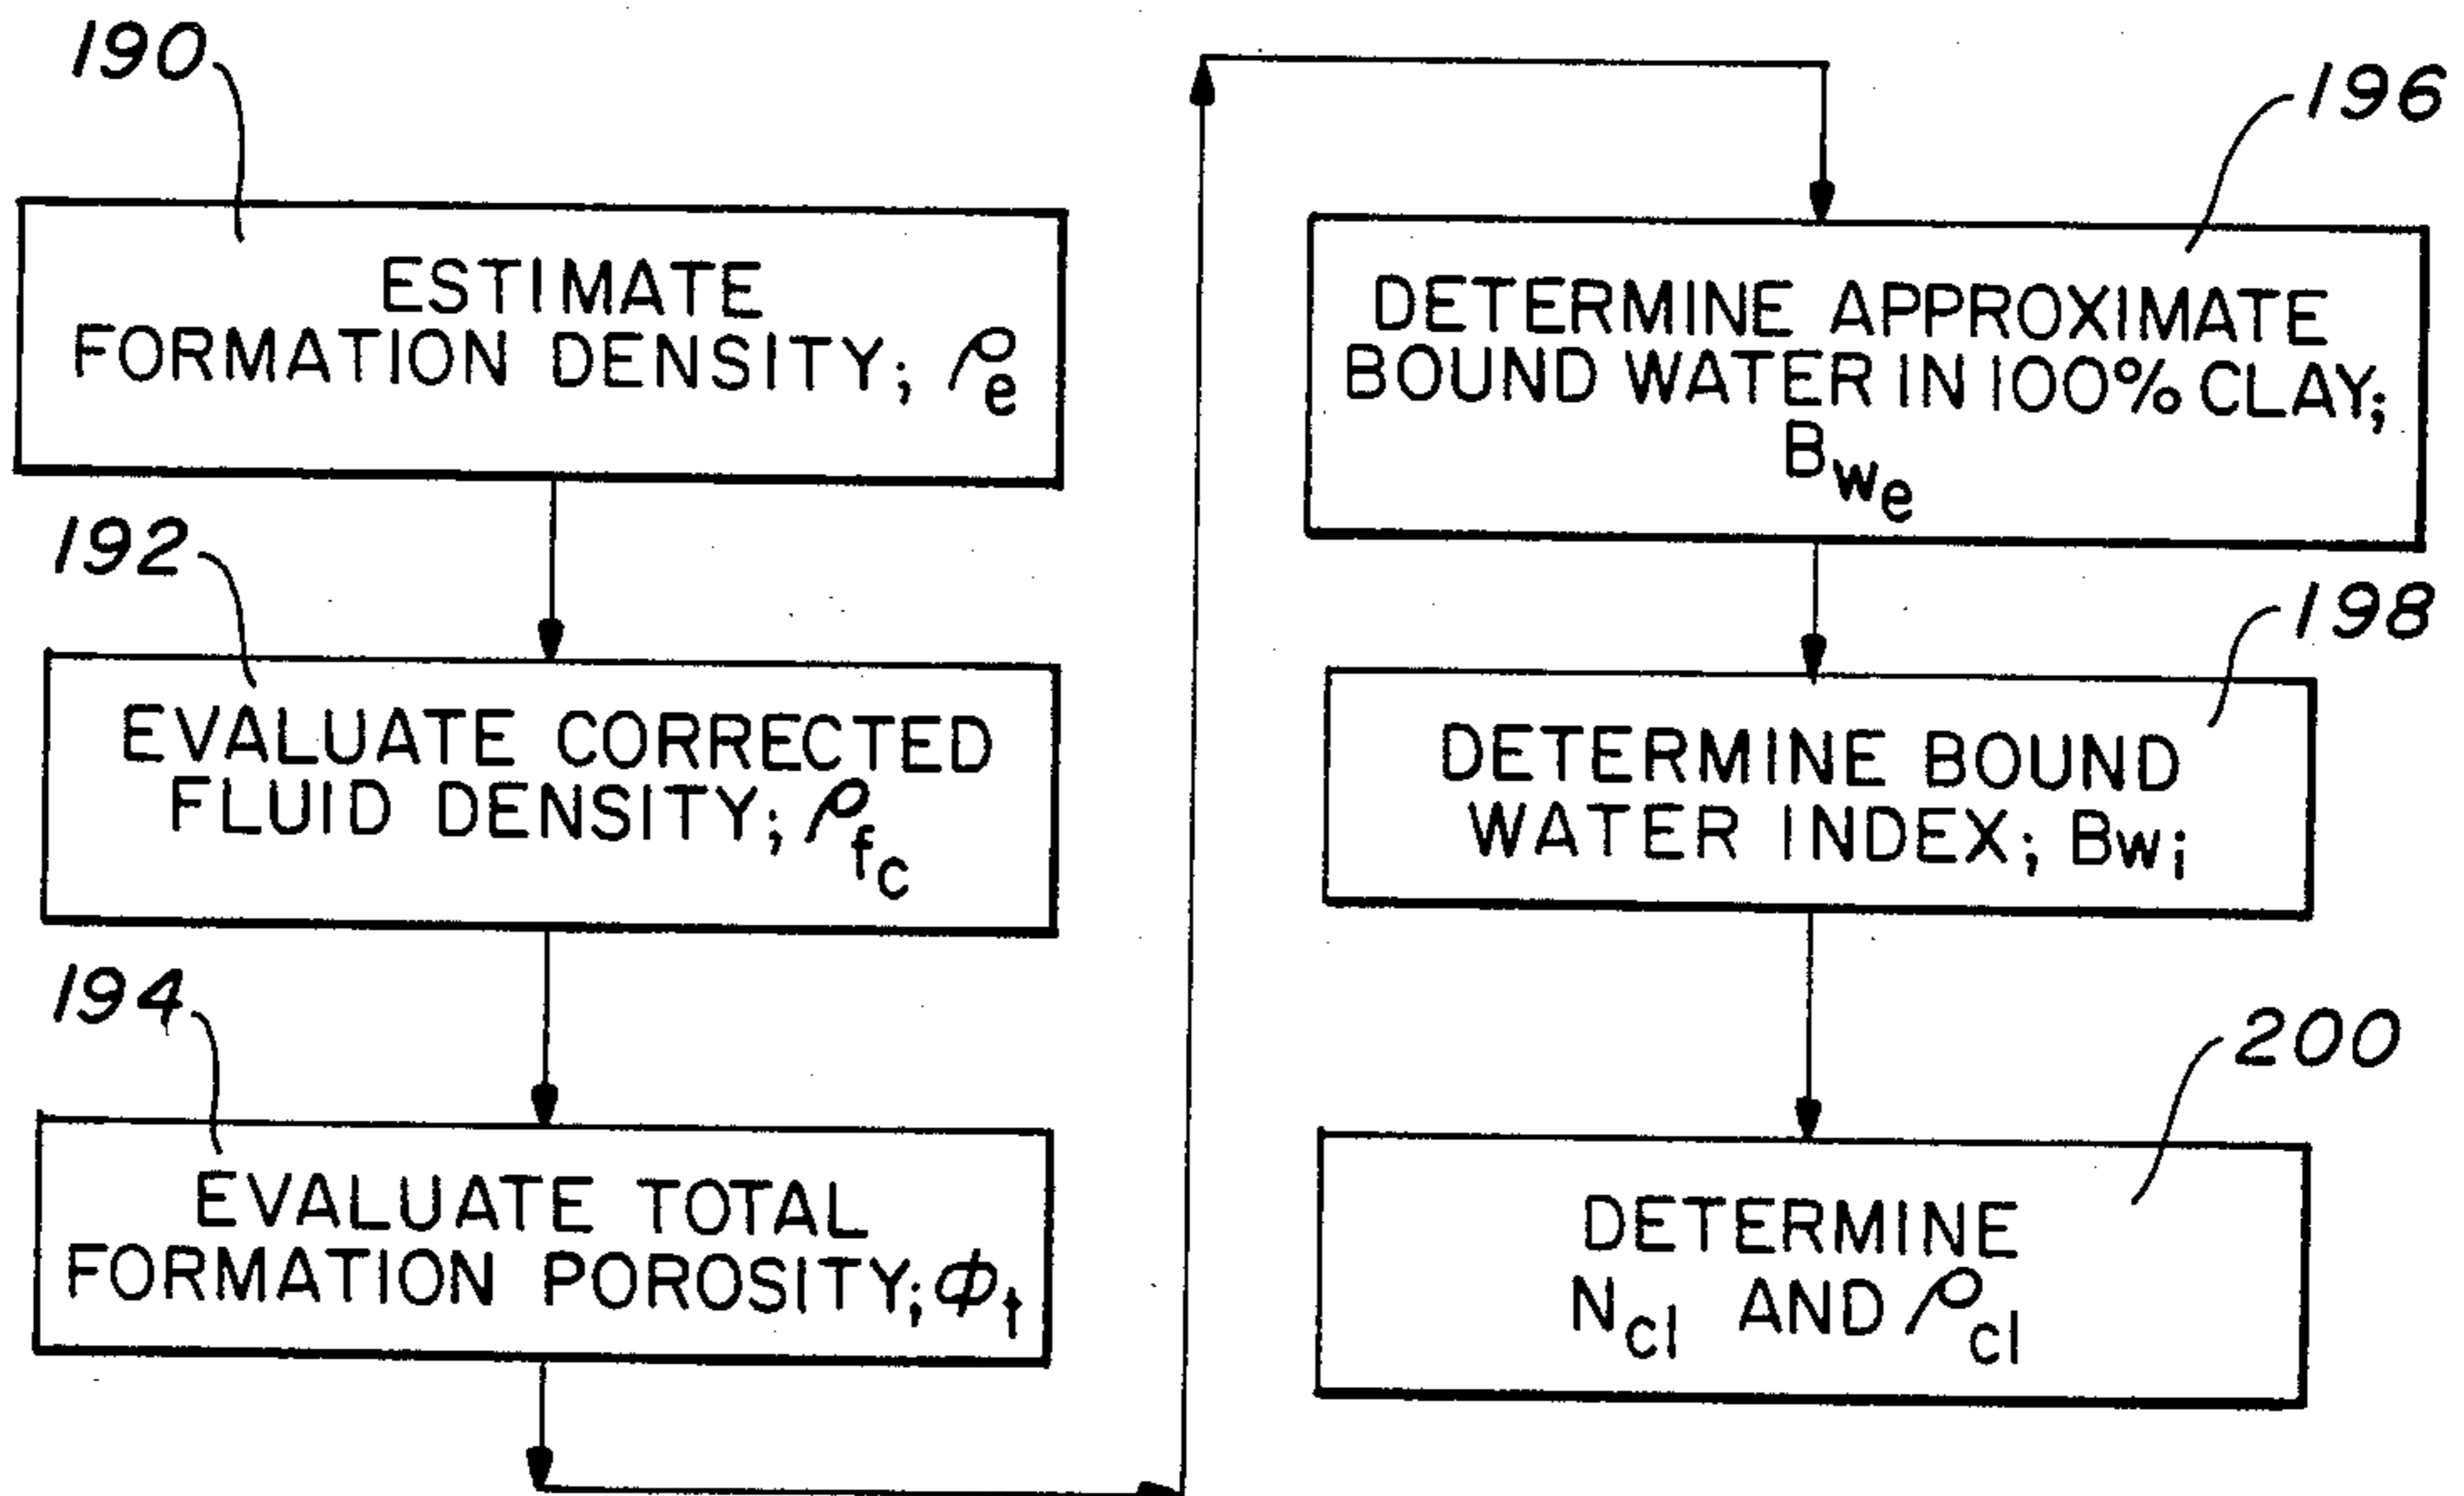 190
ESTIMATE
FORMATION DENSITY; ρe
192
EVALUATE CORRECTED
FLUID DENSITY; ρfc
194
EVALUATE TOTAL
FORMATION POROSITY; Φt
196
DETERMINE APPROXIMATE
BOUND WATER IN 100% CLAY;
Bwe
198
DETERMINE BOUND
WATER INDEX; Bwi
200
DETERMINE
Ncl AND ρcl